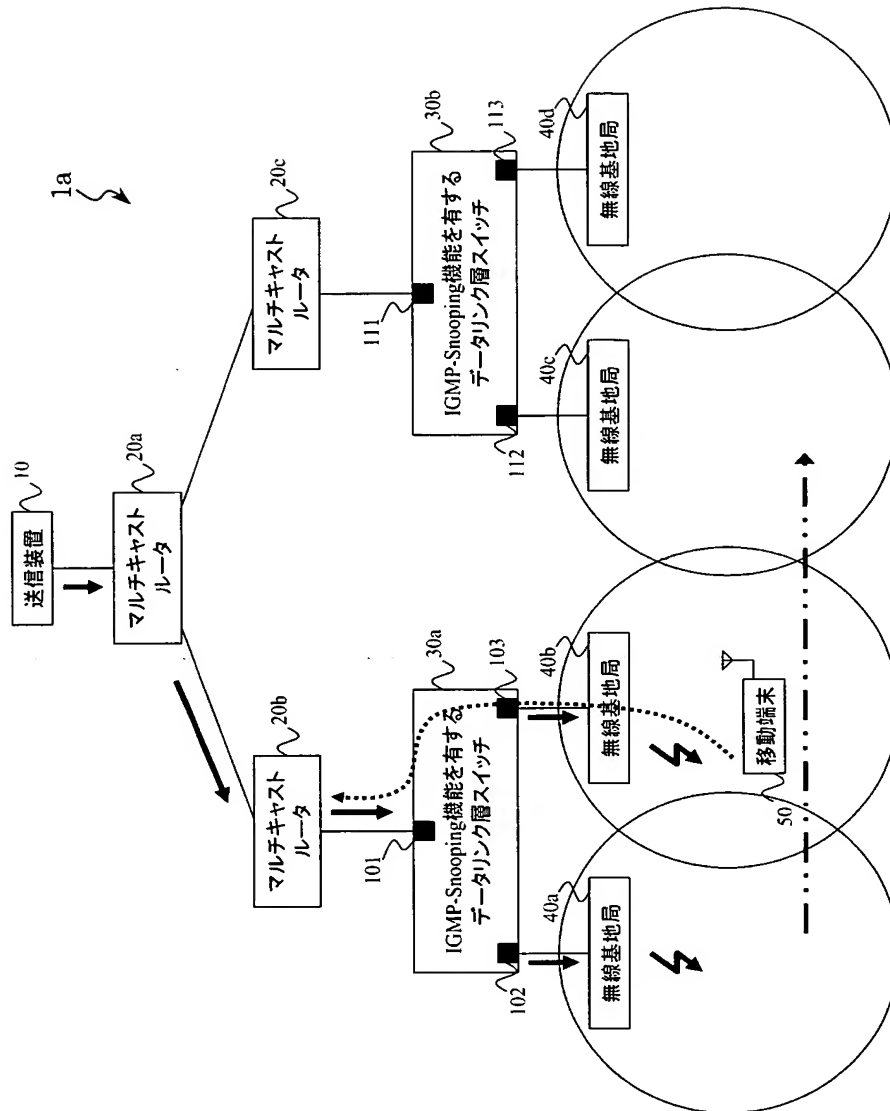 1a
10
送信装置
20a
マルチキャスト
ルータ
20b
マルチキャスト
ルータ
20c
マルチキャスト
ルータ
30a
101
IGMP-Snooping機能を有する
データリンク層スイッチ
102
103
30b
111
IGMP-Snooping機能を有する
データリンク層スイッチ
112
113
40a
無線基地局
40b
無線基地局
40c
無線基地局
40d
無線基地局
移動端末
50